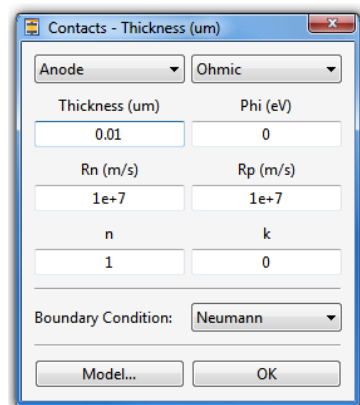 Contacts - Thickness (um)
Anode Ohmic
Thickness (um) Phi (eV)
0.01 0
Rn (m/s) Rp (m/s)
1e+7 1e+7
n k
1 0
Boundary Condition: Neumann
Model... OK